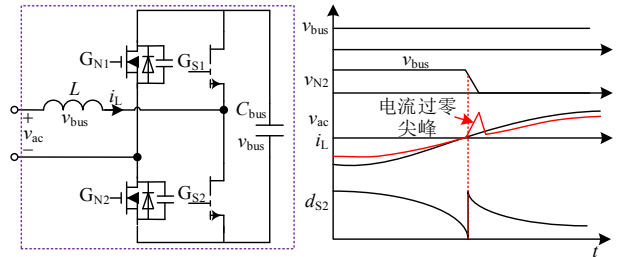 G_N1
G_S1
L
i_L
v_bus
+
v_ac
−
C_bus
v_bus
G_N2
G_S2
v_bus
v_N2
v_bus
v_ac
i_L
电流过零
尖峰
d_S2
t